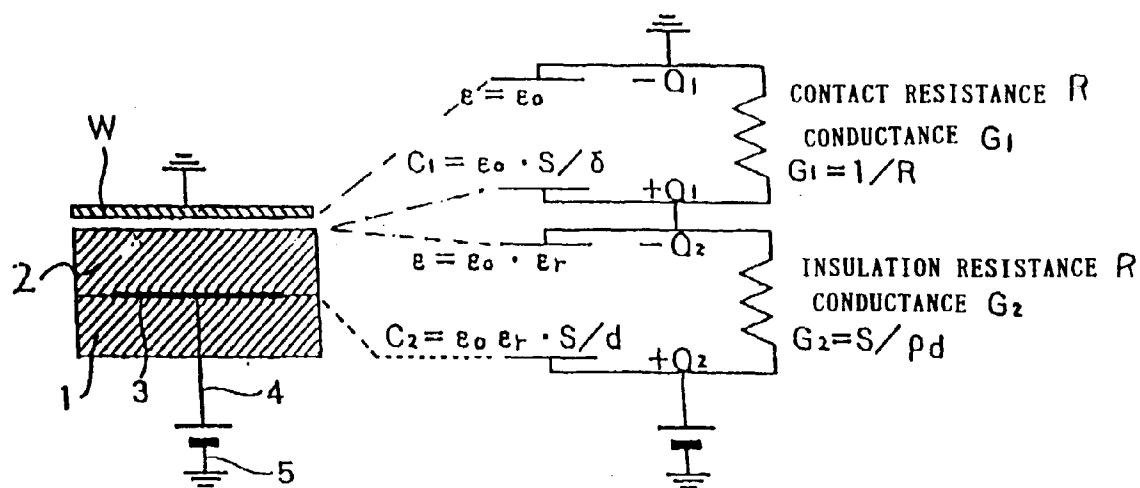 W
2
1
3
4
5
ε = ε₀
C₁ = ε₀ · S/δ
ε = ε₀ · εᵣ
C₂ = ε₀ εᵣ · S/d
− Q₁
+Q₁
− Q₂
+Q₂
CONTACT RESISTANCE R
CONDUCTANCE G₁
G₁=1/R
INSULATION RESISTANCE R
CONDUCTANCE G₂
G₂=S/ρd